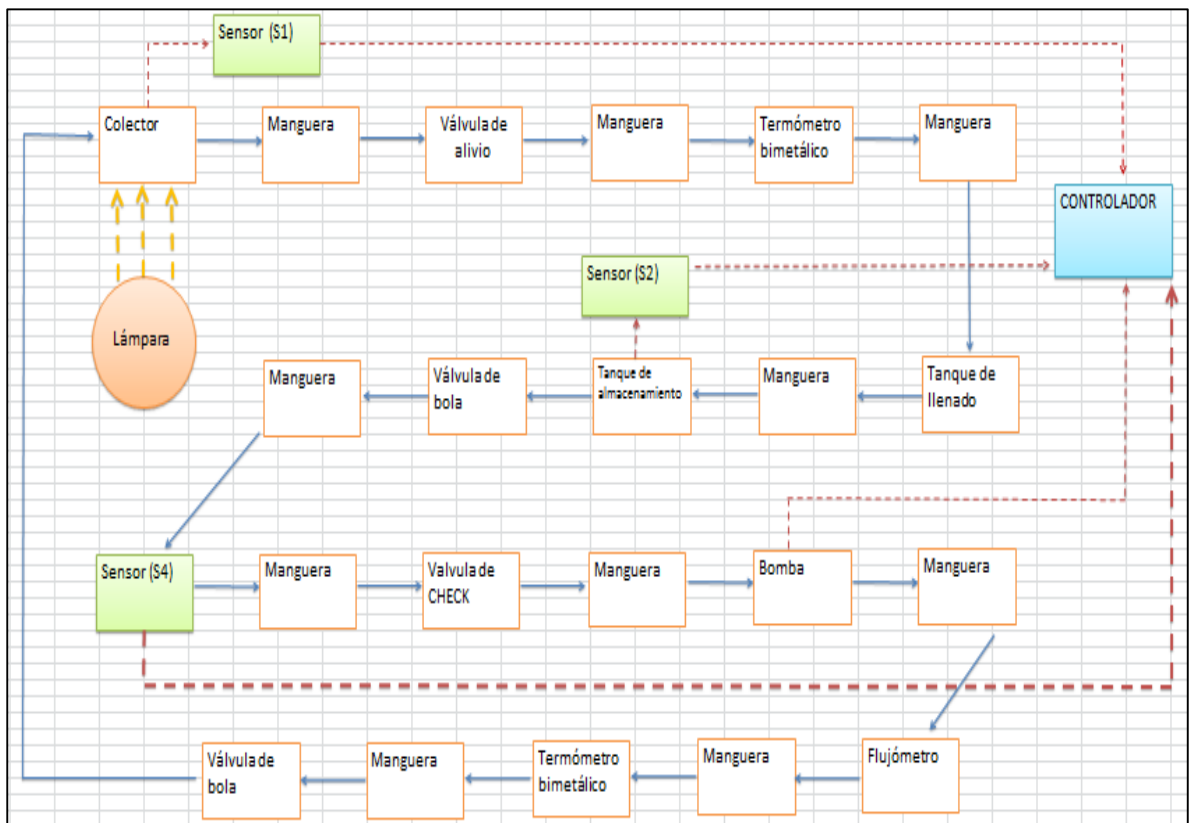 Sensor (S1)
Colector
Manguera
Válvula de
alivio
Manguera
Termómetro
bimetálico
Manguera
CONTROLADOR
Sensor (S2)
Lámpara
Manguera
Válvula de
bola
Tanque de
almacenamiento
Manguera
Tanque de
llenado
Sensor (S4)
Manguera
Valvula de
CHECK
Manguera
Bomba
Manguera
Válvula de
bola
Manguera
Termómetro
bimetálico
Manguera
Flujómetro